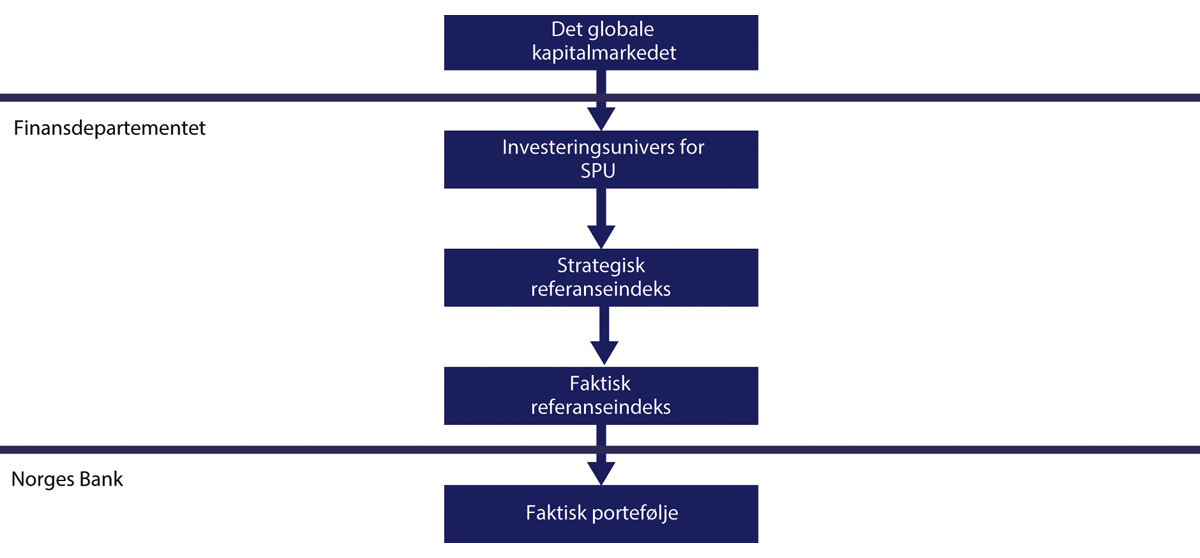 Det globale
kapitalmarkedet
Finansdepartementet
Investeringsunivers for
SPU
Strategisk
referanseindeks
Faktisk
referanseindeks
Norges Bank
Faktisk portefølje